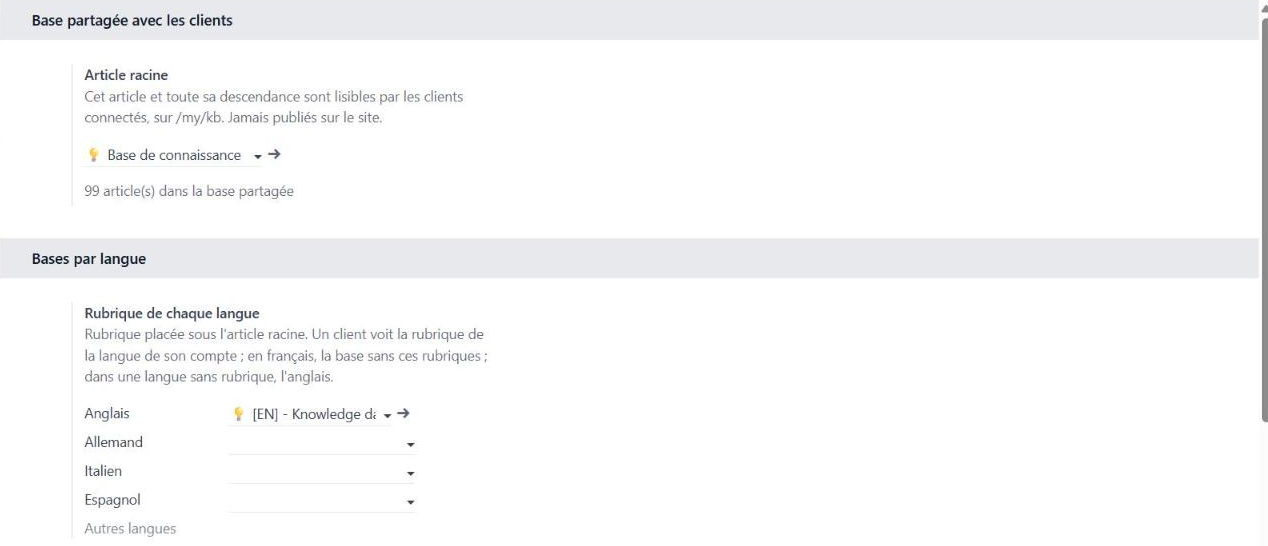 Base partagée avec les clients
Article racine
Cet article et toute sa descendance sont lisibles par les clients
connectés, sur /my/kb. Jamais publiés sur le site.
Base de connaissance
99 article(s) dans la base partagée
Bases par langue
Rubrique de chaque langue
Rubrique placée sous l'article racine. Un client voit la rubrique de
la langue de son compte ; en français, la base sans ces rubriques ;
dans une langue sans rubrique, l'anglais.
Anglais [EN] - Knowledge da
Allemand
Italien
Espagnol
Autres langues